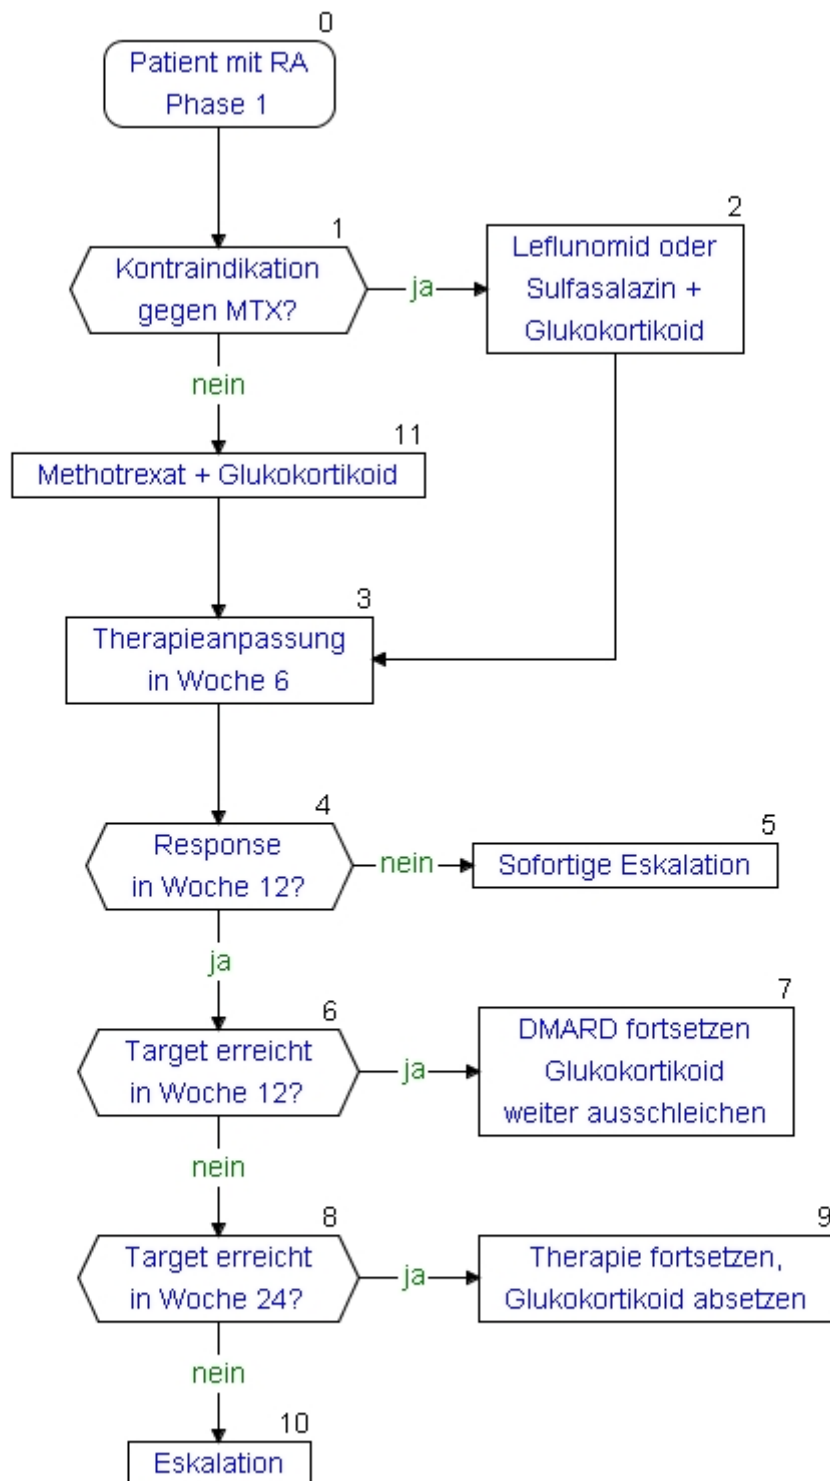 0
Patient mit RA
Phase 1
1
Kontraindikation
gegen MTX?
ja
2
Leflunomid oder
Sulfasalazin +
Glukokortikoid
nein
11
Methotrexat + Glukokortikoid
3
Therapieanpassung
in Woche 6
4
Response
in Woche 12?
nein
5
Sofortige Eskalation
ja
6
Target erreicht
in Woche 12?
ja
7
DMARD fortsetzen
Glukokortikoid
weiter ausschleichen
nein
8
Target erreicht
in Woche 24?
ja
9
Therapie fortsetzen,
Glukokortikoid absetzen
nein
10
Eskalation